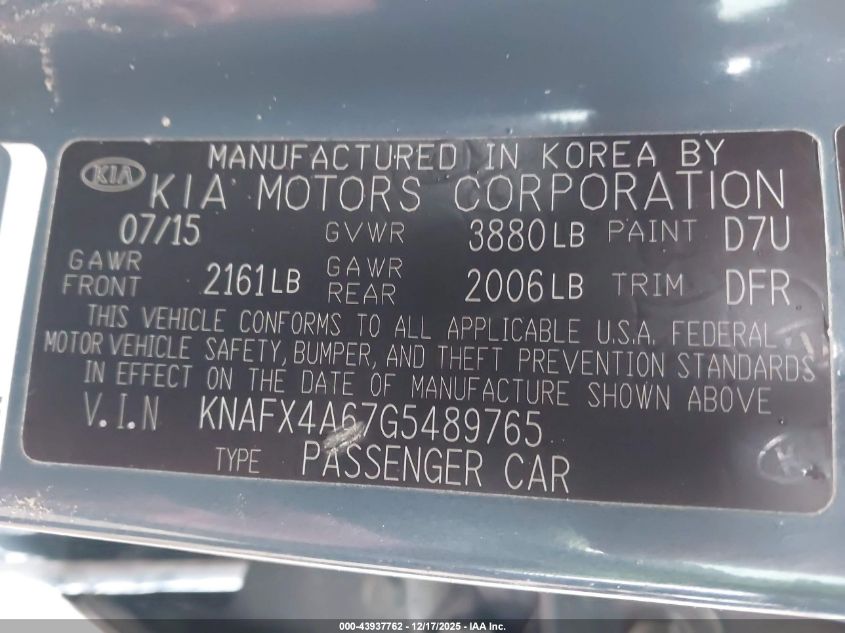 MANUFACTURED IN KOREA BY
KIA KIA MOTORS CORPORATION
07/15 GVWR 3880LB PAINT D7U
GAWR FRONT 2161LB GAWR REAR 2006LB TRIM DFR
THIS VEHICLE CONFORMS TO ALL APPLICABLE U.S.A. FEDERAL
MOTOR VEHICLE SAFETY, BUMPER, AND THEFT PREVENTION STANDARDS
IN EFFECT ON THE DATE OF MANUFACTURE SHOWN ABOVE
V.I.N KNAFX4A67G5489765
TYPE PASSENGER CAR
000-43937762 - 12/17/2025 - IAA Inc.